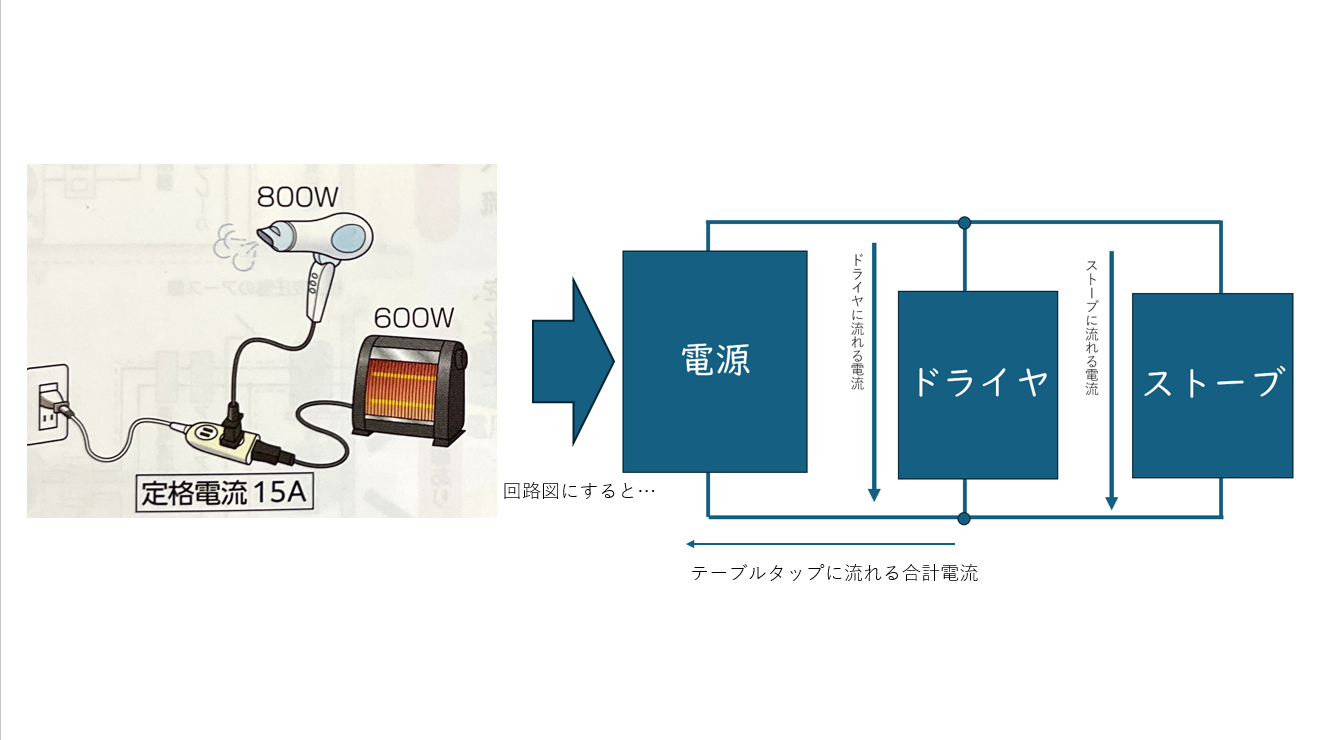 800W
600W
定格電流15A
回路図にすると…
電源
ドライヤに流れる電流
ドライヤ
ストーブに流れる電流
ストーブ
テーブルタップに流れる合計電流